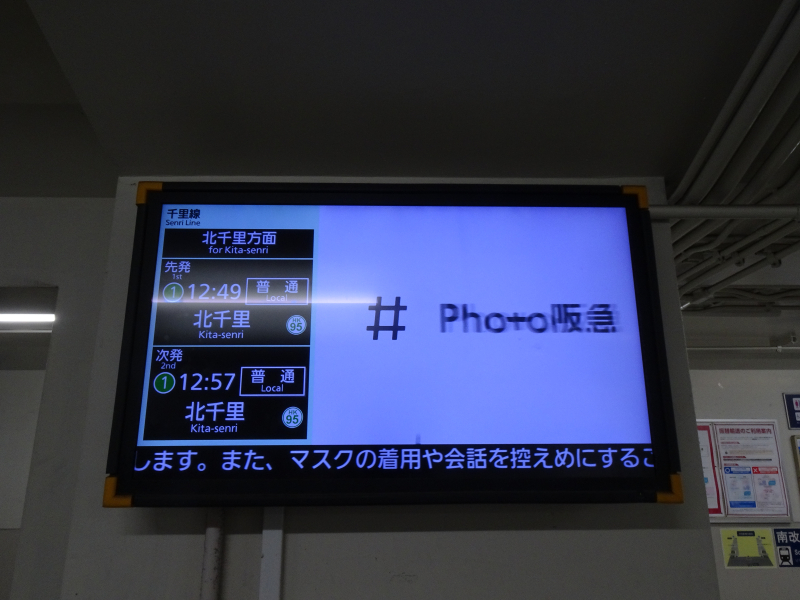 千里線
Senri Line
北千里方面
for Kita-senri
先発
1st
1 12:49 普通
Local
北千里
Kita-senri
HK
95
次発
2nd
1 12:57 普通
Local
北千里
Kita-senri
HK
95
# Photo阪急
します。また、マスクの着用や会話を控えめにするこ
南改